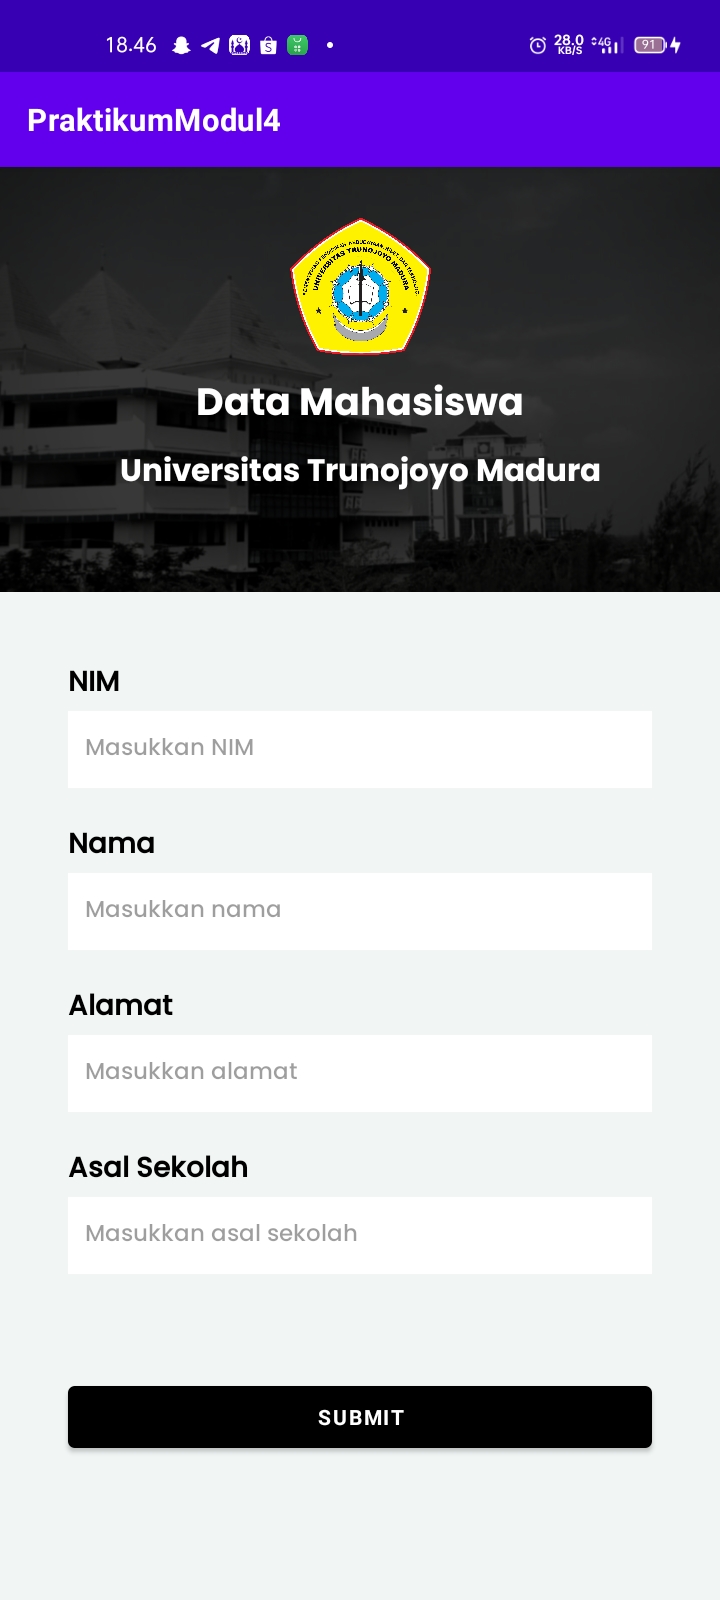 18.46
28.0
KB/S
4G
91
PraktikumModul4
UNIVERSITAS TRUNOJOYO MADURA
Data Mahasiswa
Universitas Trunojoyo Madura
NIM
Masukkan NIM
Nama
Masukkan nama
Alamat
Masukkan alamat
Asal Sekolah
Masukkan asal sekolah
SUBMIT